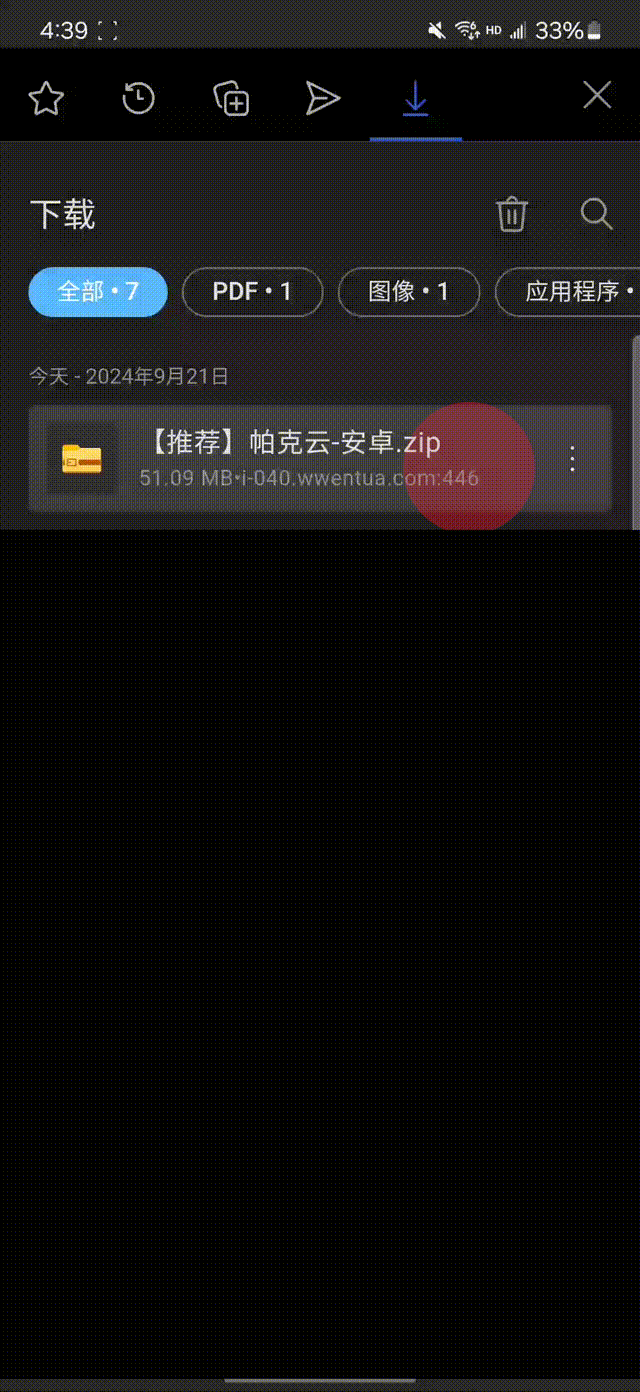 4:39 HD 33%
下载
全部 • 7 PDF • 1 图像 • 1 应用程序 •
今天 - 2024年9月21日
【推荐】帕克云-安卓.zip
51.09 MB•i-040.wwentua.com:446